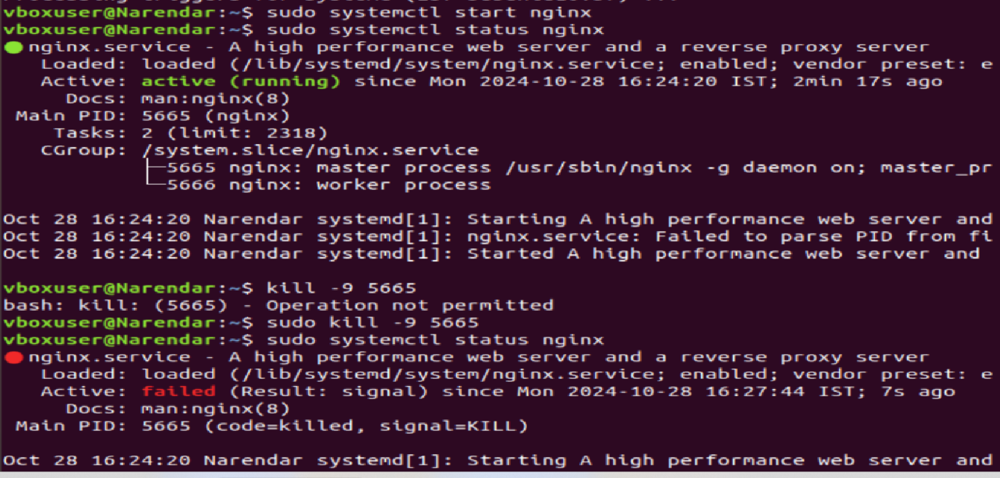 vboxuser@Narendar:~$ sudo systemctl start nginx
vboxuser@Narendar:~$ sudo systemctl status nginx
● nginx.service - A high performance web server and a reverse proxy server
   Loaded: loaded (/lib/systemd/system/nginx.service; enabled; vendor preset: e
   Active: active (running) since Mon 2024-10-28 16:24:20 IST; 2min 17s ago
     Docs: man:nginx(8)
 Main PID: 5665 (nginx)
    Tasks: 2 (limit: 2318)
   CGroup: /system.slice/nginx.service
           ├─5665 nginx: master process /usr/sbin/nginx -g daemon on; master_pr
           └─5666 nginx: worker process
Oct 28 16:24:20 Narendar systemd[1]: Starting A high performance web server and
Oct 28 16:24:20 Narendar systemd[1]: nginx.service: Failed to parse PID from fi
Oct 28 16:24:20 Narendar systemd[1]: Started A high performance web server and
vboxuser@Narendar:~$ kill -9 5665
bash: kill: (5665) - Operation not permitted
vboxuser@Narendar:~$ sudo kill -9 5665
vboxuser@Narendar:~$ sudo systemctl status nginx
● nginx.service - A high performance web server and a reverse proxy server
   Loaded: loaded (/lib/systemd/system/nginx.service; enabled; vendor preset: e
   Active: failed (Result: signal) since Mon 2024-10-28 16:27:44 IST; 7s ago
     Docs: man:nginx(8)
 Main PID: 5665 (code=killed, signal=KILL)
Oct 28 16:24:20 Narendar systemd[1]: Starting A high performance web server and